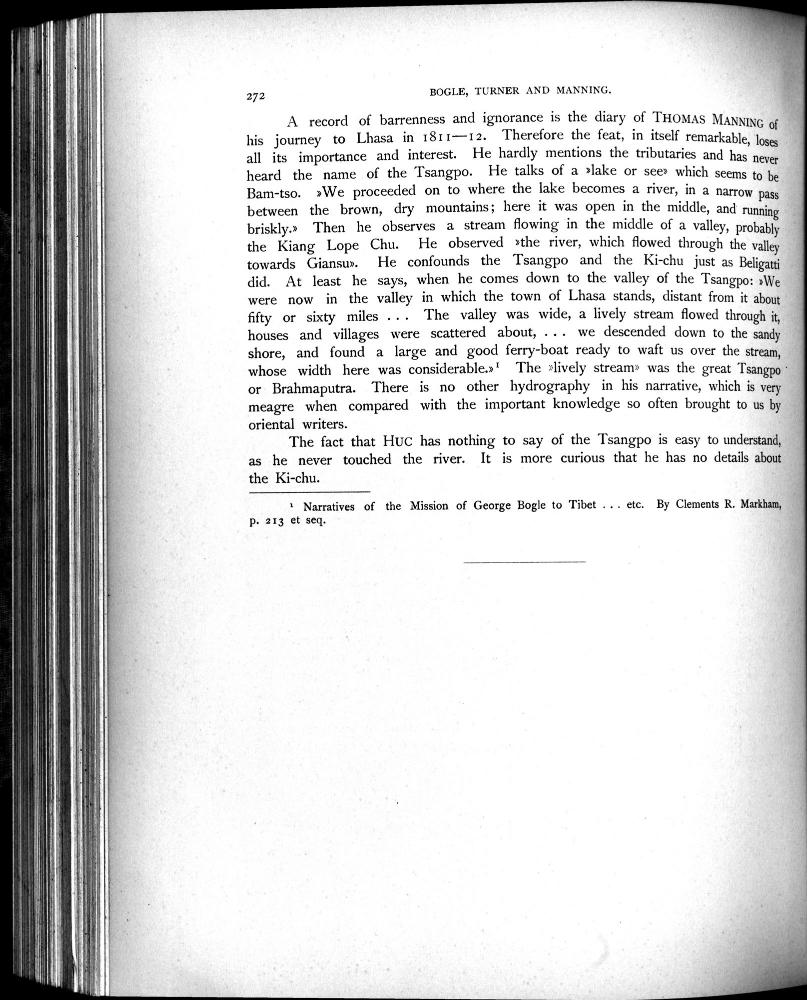 272
BOGLE, TURNER AND MANNING.
A record of barrenness and ignorance is the diary of THOMAS MANNING of
his journey to Lhasa in 1811—12. Therefore the feat, in itself remarkable, loses
all its importance and interest. He hardly mentions the tributaries and has never
heard the name of the Tsangpo. He talks of a »lake or see» which seems to be
Bam-tso. »We proceeded on to where the lake becomes a river, in a narrow pass
between the brown, dry mountains; here it was open in the middle, and running
briskly.» Then he observes a stream flowing in the middle of a valley, probably
the Kiang Lope Chu. He observed »the river, which flowed through the valley
towards Giansu». He confounds the Tsangpo and the Ki-chu just as Beligatti
did. At least he says, when he comes down to the valley of the Tsangpo: »We
were now in the valley in which the town of Lhasa stands, distant from it about
fifty or sixty miles . . . The valley was wide, a lively stream flowed through it,
houses and villages were scattered about, . . . we descended down to the sandy
shore, and found a large and good ferry-boat ready to waft us over the stream,
whose width here was considerable.»¹ The »lively stream» was the great Tsangpo
or Brahmaputra. There is no other hydrography in his narrative, which is very
meagre when compared with the important knowledge so often brought to us by
oriental writers.
The fact that HUC has nothing to say of the Tsangpo is easy to understand,
as he never touched the river. It is more curious that he has no details about
the Ki-chu.
¹ Narratives of the Mission of George Bogle to Tibet . . . etc. By Clements R. Markham,
p. 213 et seq.